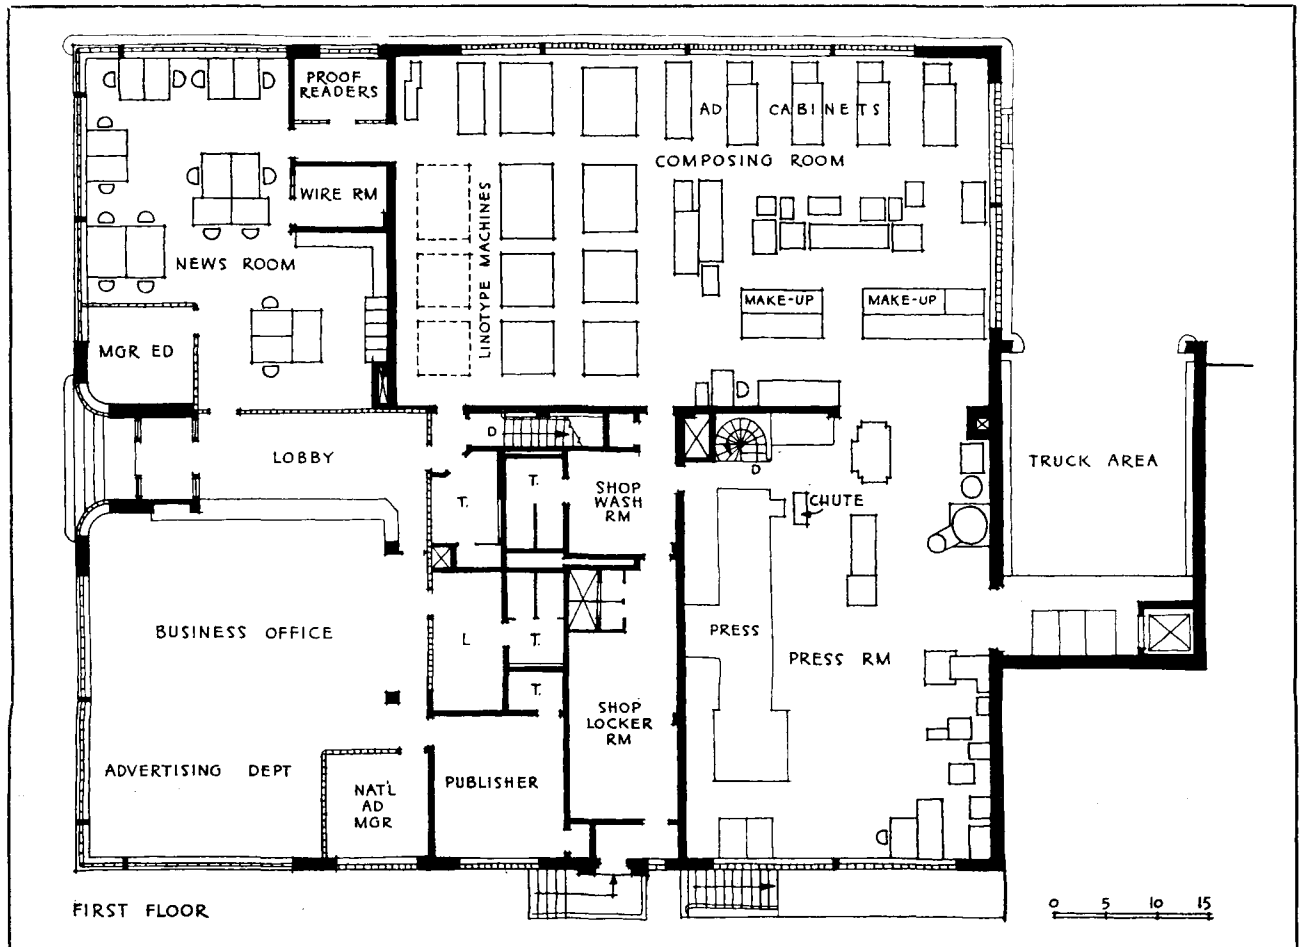 PROOF
READERS
AD CABINETS
COMPOSING ROOM
WIRE RM
LINOTYPE MACHINES
NEWS ROOM
MAKE-UP
MAKE-UP
MGR ED
D
LOBBY
T.
T.
SHOP
WASH
RM
D
CHUTE
TRUCK AREA
BUSINESS OFFICE
L
T.
PRESS
PRESS RM
T.
SHOP
LOCKER
RM
ADVERTISING DEPT
NAT'L
AD
MGR
PUBLISHER
FIRST FLOOR
0 5 10 15